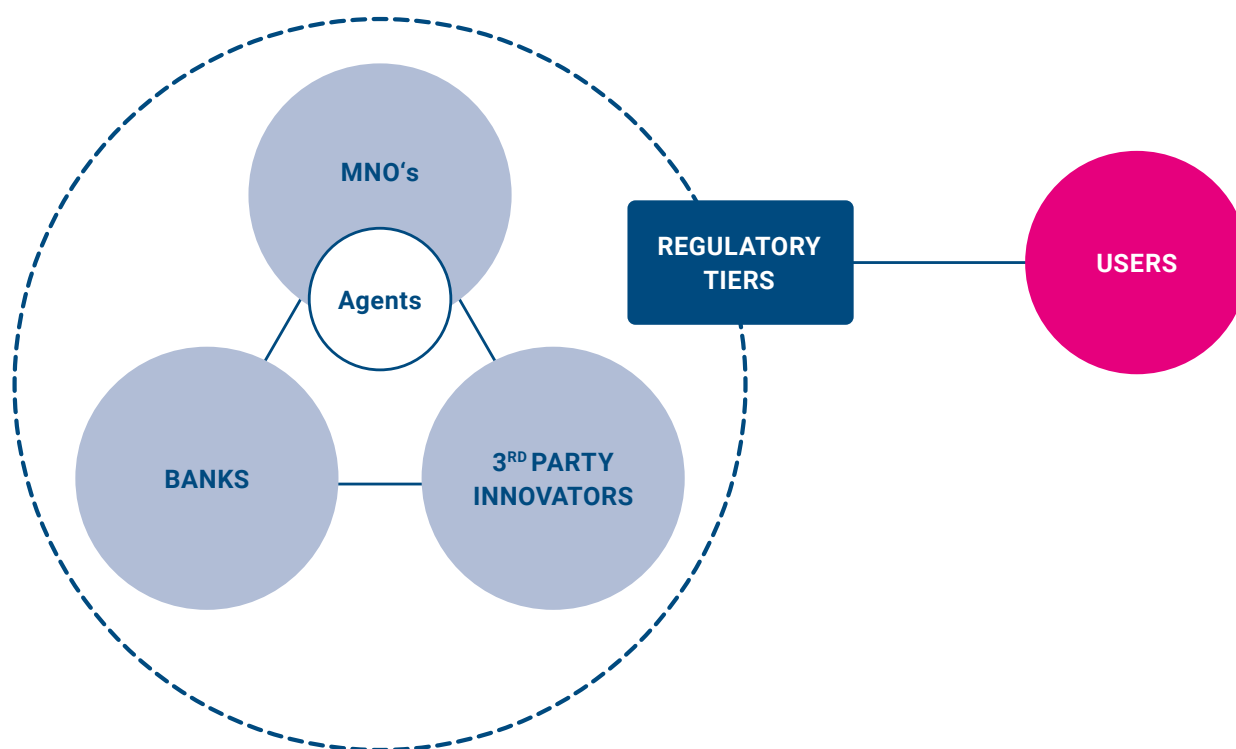 MNO‘s
Agents
REGULATORY
TIERS
USERS
BANKS
3RD PARTY
INNOVATORS